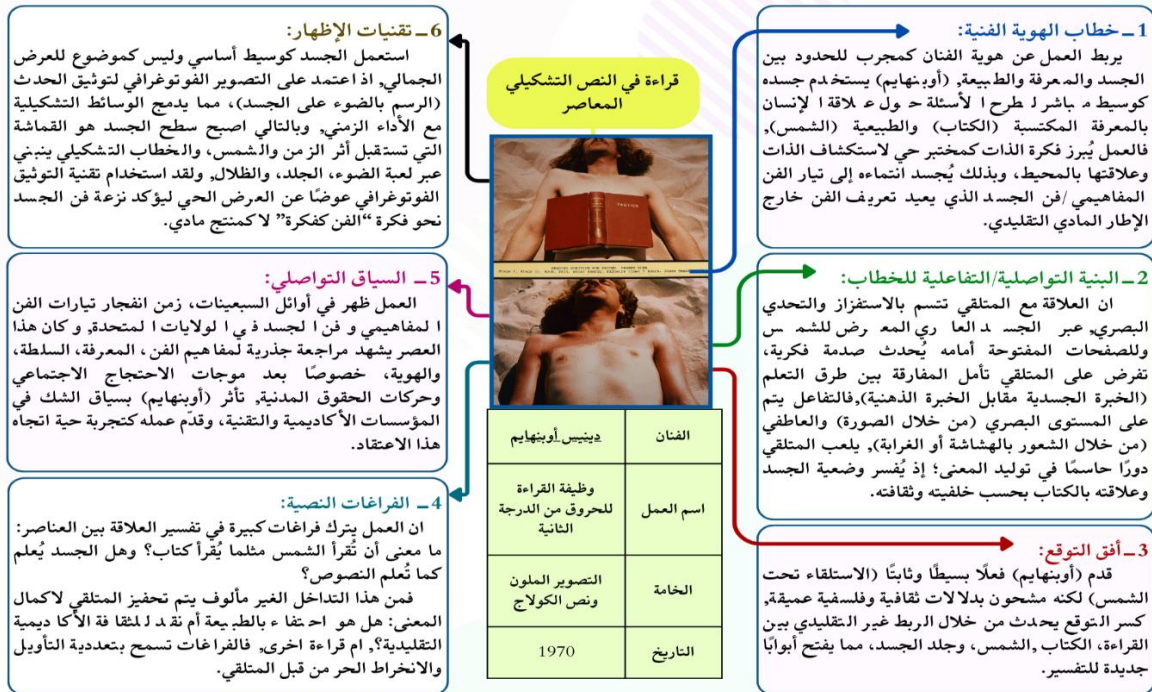 قراءة في النص التشكيلي
المعاصر
1_ خطاب الهوية الفنية:
يربط العمل عن هوية الفنان كمجرب للحدود بين
الجسد والمعرفة والطبيعة, (أوبنهايم) يستخدم جسده
كوسيط مباشر لطرح الأسئلة حول علاقة الإنسان
بالمعرفة المكتسبة (الكتاب) والطبيعية (الشمس),
فالعمل يُبرز فكرة الذات كمختبر حي لاستكشاف الذات
وعلاقتها بالمحيط، وبذلك يُجسد انتماءه إلى تيار الفن
المفاهيمي /فن الجسد الذي يعيد تعريف الفن خارج
الإطار المادي التقليدي.
2_ البنية التواصلية/التفاعلية للخطاب:
ان العلاقة مع المتلقي تتسم بالاستفزاز والتحدي
البصري, عبر الجسد العاري المعرض للشمس
وللصفحات المفتوحة أمامه يُحدث صدمة فكرية،
تفرض على المتلقي تأمل المفارقة بين طرق التعلم
(الخبرة الجسدية مقابل الخبرة الذهنية),فالتفاعل يتم
على المستوى البصري (من خلال الصورة) والعاطفي
(من خلال الشعور بالهشاشة أو الغرابة), يلعب المتلقي
دورًا حاسمًا في توليد المعنى؛ إذ يُفسر وضعية الجسد
وعلاقته بالكتاب بحسب خلفيته وثقافته.
3_ أفق التوقع:
قدم (أوبنهايم) فعلًا بسيطًا وثابتًا (الاستلقاء تحت
الشمس) لكنه مشحون بدلالات ثقافية وفلسفية عميقة,
كسر التوقع يحدث من خلال الربط غير التقليدي بين
القراءة، الكتاب ,الشمس، وجلد الجسد، مما يفتح أبوابًا
جديدة للتفسير.
6_ تقنيات الإظهار:
استعمل الجسد كوسيط أساسي وليس كموضوع للعرض
الجمالي, اذ اعتمد على التصوير الفوتوغرافي لتوثيق الحدث
(الرسم بالضوء على الجسد)، مما يدمج الوسائط التشكيلية
مع الأداء الزمني, وبالتالي اصبح سطح الجسد هو القماشة
التي تستقبل أثر الزمن والشمس، والخطاب التشكيلي ينبني
عبر لعبة الضوء، الجلد، والظلال, ولقد استخدام تقنية التوثيق
الفوتوغرافي عوضًا عن العرض الحي ليؤكد نزعة فن الجسد
نحو فكرة “الفن كفكرة” لا كمنتج مادي.
5_ السياق التواصلي:
العمل ظهر في أوائل السبعينات، زمن انفجار تيارات الفن
المفاهيمي وفن الجسد في الولايات المتحدة, وكان هذا
العصر يشهد مراجعة جذرية لمفاهيم الفن، المعرفة، السلطة،
والهوية، خصوصًا بعد موجات الاحتجاج الاجتماعي
وحركات الحقوق المدنية, تأثر (أوبنهايم) بسياق الشك في
المؤسسات الأكاديمية والتقنية، وقدّم عمله كتجربة حية اتجاه
هذا الاعتقاد.
4_ الفراغات النصية:
ان العمل يترك فراغات كبيرة في تفسير العلاقة بين العناصر:
ما معنى أن تُقرأ الشمس مثلما يُقرأ كتاب؟ وهل الجسد يُعلم
كما تُعلم النصوص؟
فمن هذا التداخل الغير مألوف يتم تحفيز المتلقي لاكمال
المعنى: هل هو احتفاء بالطبيعة أم نقد للثقافة الأكاديمية
التقليدية؟, ام قراءة اخرى, فالفراغات تسمح بتعددية التأويل
والانخراط الحر من قبل المتلقي.
TACTICS
READING POSITION FOR SECOND DEGREE BURN
الفنان
دينيس أوبنهايم
اسم العمل
وظيفة القراءة
للحروق من الدرجة
الثانية
الخامة
التصوير الملون
ونص الكولاج
التاريخ
1970